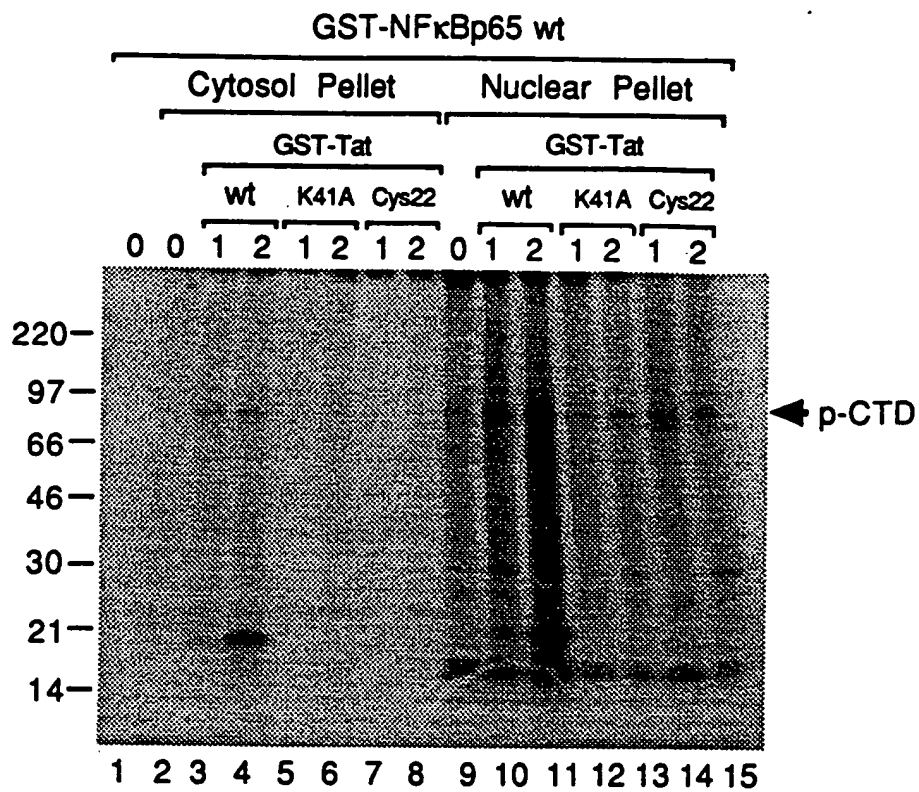 GST-NFκBp65 wt
Cytosol Pellet Nuclear Pellet
GST-Tat GST-Tat
wt K41A Cys22 wt K41A Cys22
0 0 1 2 1 2 1 2 0 1 2 1 2 1 2
220
97
p-CTD
66
46
30
21
14
1 2 3 4 5 6 7 8 9 10 11 12 13 14 15